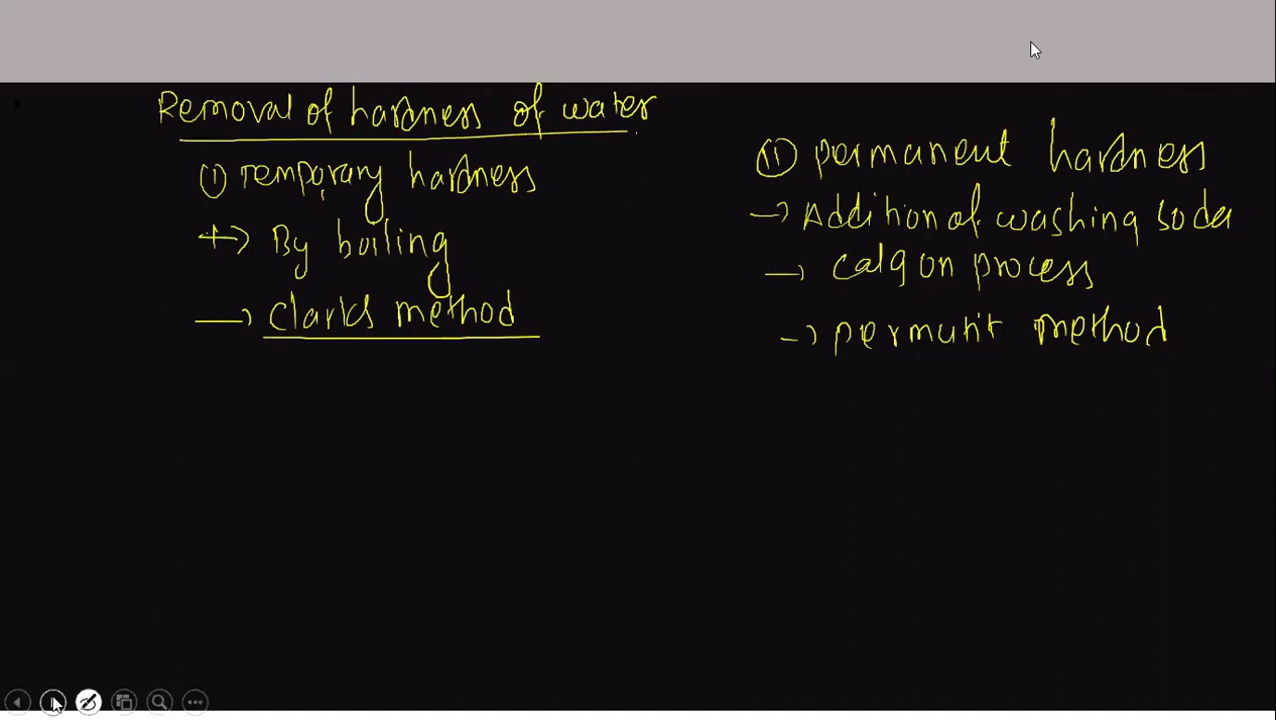 Removal of hardness of water
(i) Temporary hardness
→ By boiling
→ Clarks method
(ii) permanent hardness
→ Addition of washing soda
→ calgon process
→ permutit method